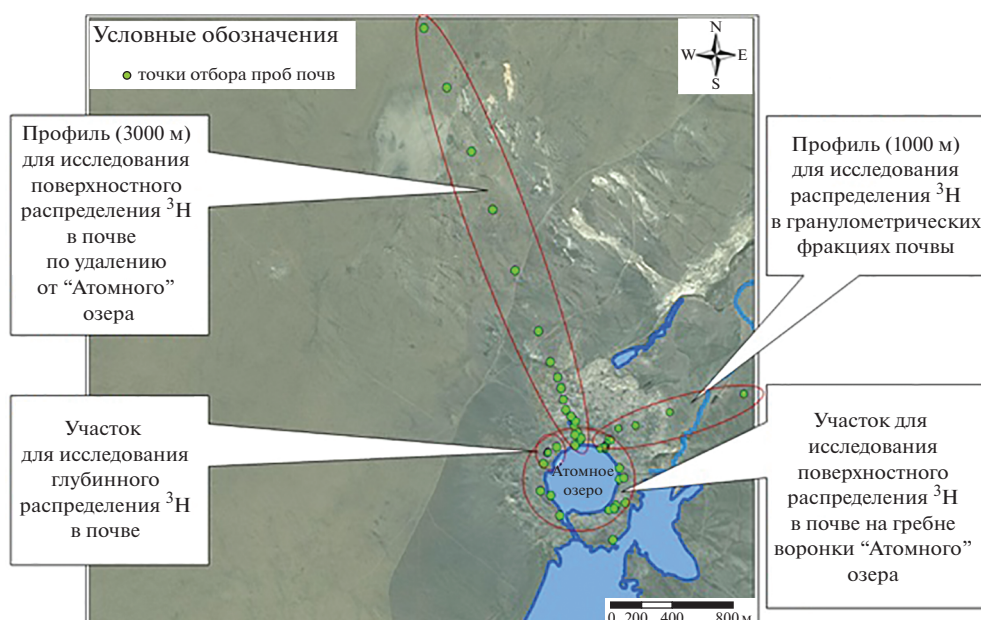 Условные обозначения
точки отбора проб почв
N
W E
S
Профиль (3000 м)
для исследования
поверхностного
распределения ³H
в почве
по удалению
от “Атомного”
озера
Профиль (1000 м)
для исследования
распределения ³H
в гранулометрических
фракциях почвы
Участок
для исследования
глубинного
распределения ³H
в почве
Атомное
озеро
Участок для
исследования
поверхностного
распределения ³H
в почве на гребне
воронки “Атомного”
озера
0 200 400 800 м